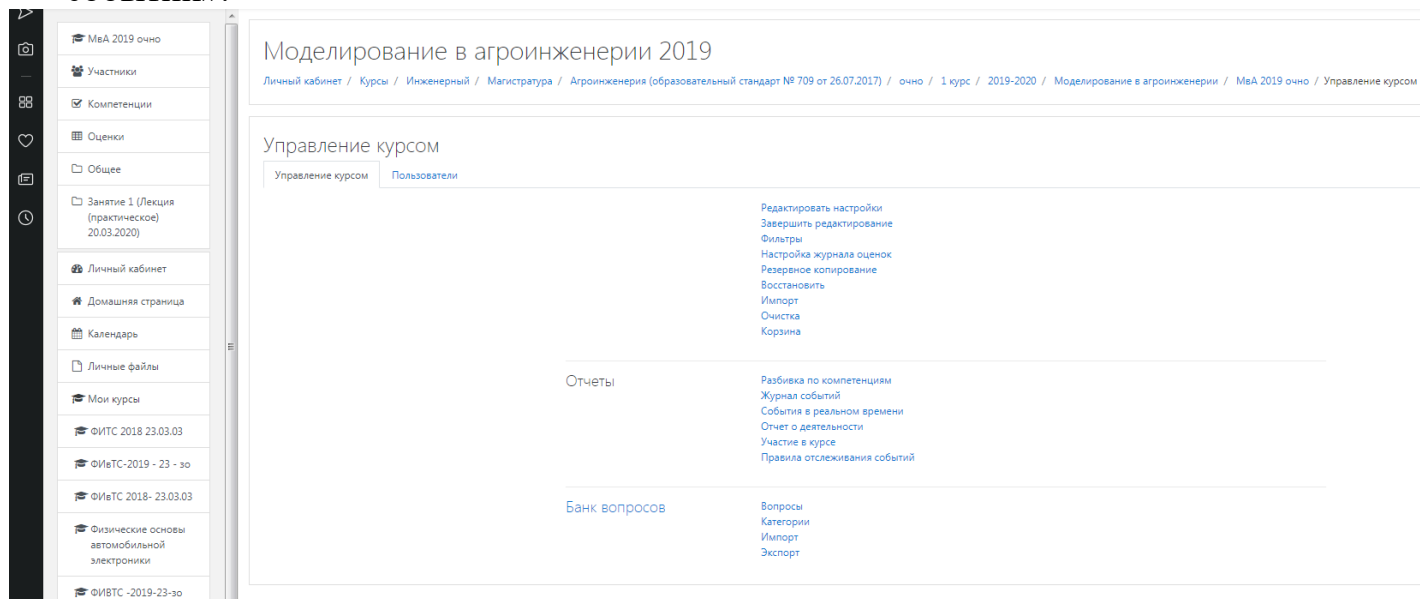 МвА 2019 очно
Участники
Компетенции
Оценки
Общее
Занятие 1 (Лекция
(практическое)
20.03.2020)
Личный кабинет
Домашняя страница
Календарь
Личные файлы
Мои курсы
ФИТС 2018 23.03.03
ФИвТС-2019 - 23 - зо
ФИвТС 2018- 23.03.03
Физические основы
автомобильной
электроники
ФИВТС -2019-23-зо
Моделирование в агроинженерии 2019
Личный кабинет / Курсы / Инженерный / Магистратура / Агроинженерия (образовательный стандарт № 709 от 26.07.2017) / очно / 1 курс / 2019-2020 / Моделирование в агроинженерии / МвА 2019 очно / Управление курсом
Управление курсом
Управление курсом Пользователи
Редактировать настройки
Завершить редактирование
Фильтры
Настройка журнала оценок
Резервное копирование
Восстановить
Импорт
Очистка
Корзина
Отчеты
Разбивка по компетенциям
Журнал событий
События в реальном времени
Отчет о деятельности
Участие в курсе
Правила отслеживания событий
Банк вопросов
Вопросы
Категории
Импорт
Экспорт